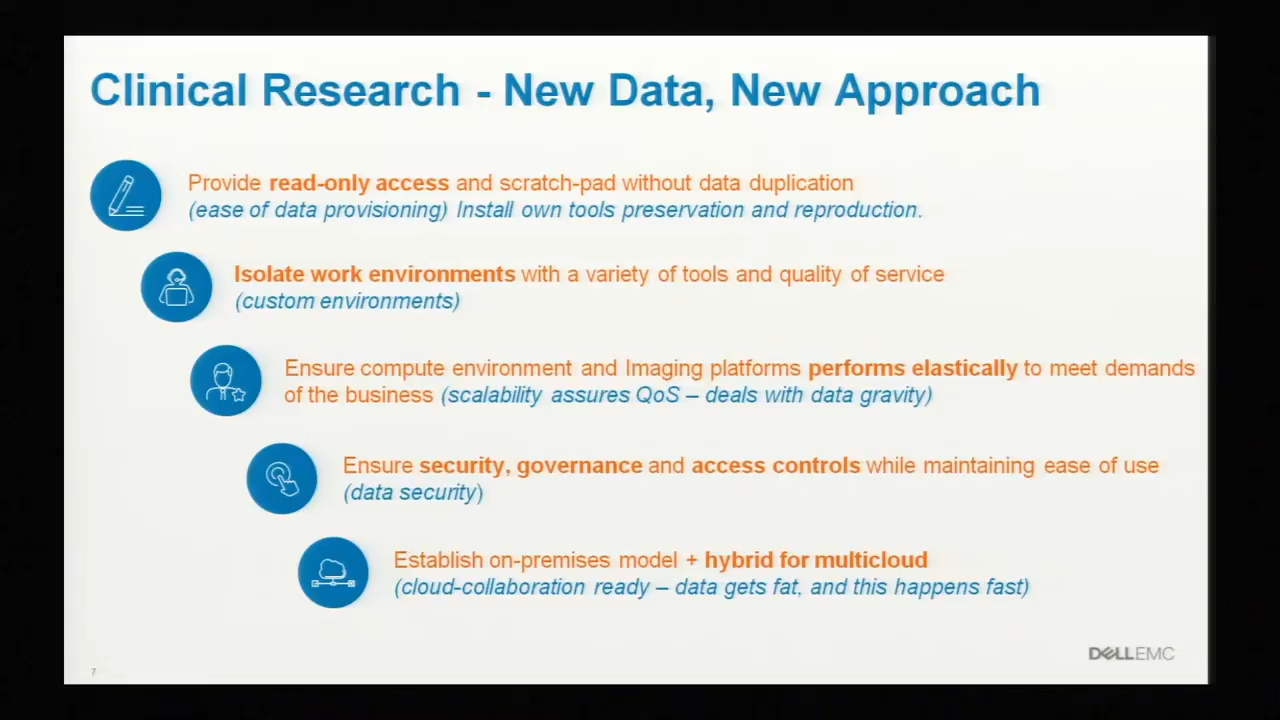 Clinical Research - New Data, New Approach
Provide read-only access and scratch-pad without data duplication
(ease of data provisioning) Install own tools preservation and reproduction.
Isolate work environments with a variety of tools and quality of service
(custom environments)
Ensure compute environment and Imaging platforms performs elastically to meet demands
of the business (scalability assures QoS – deals with data gravity)
Ensure security, governance and access controls while maintaining ease of use
(data security)
Establish on-premises model + hybrid for multicloud
(cloud-collaboration ready – data gets fat, and this happens fast)
DELLEMC
7